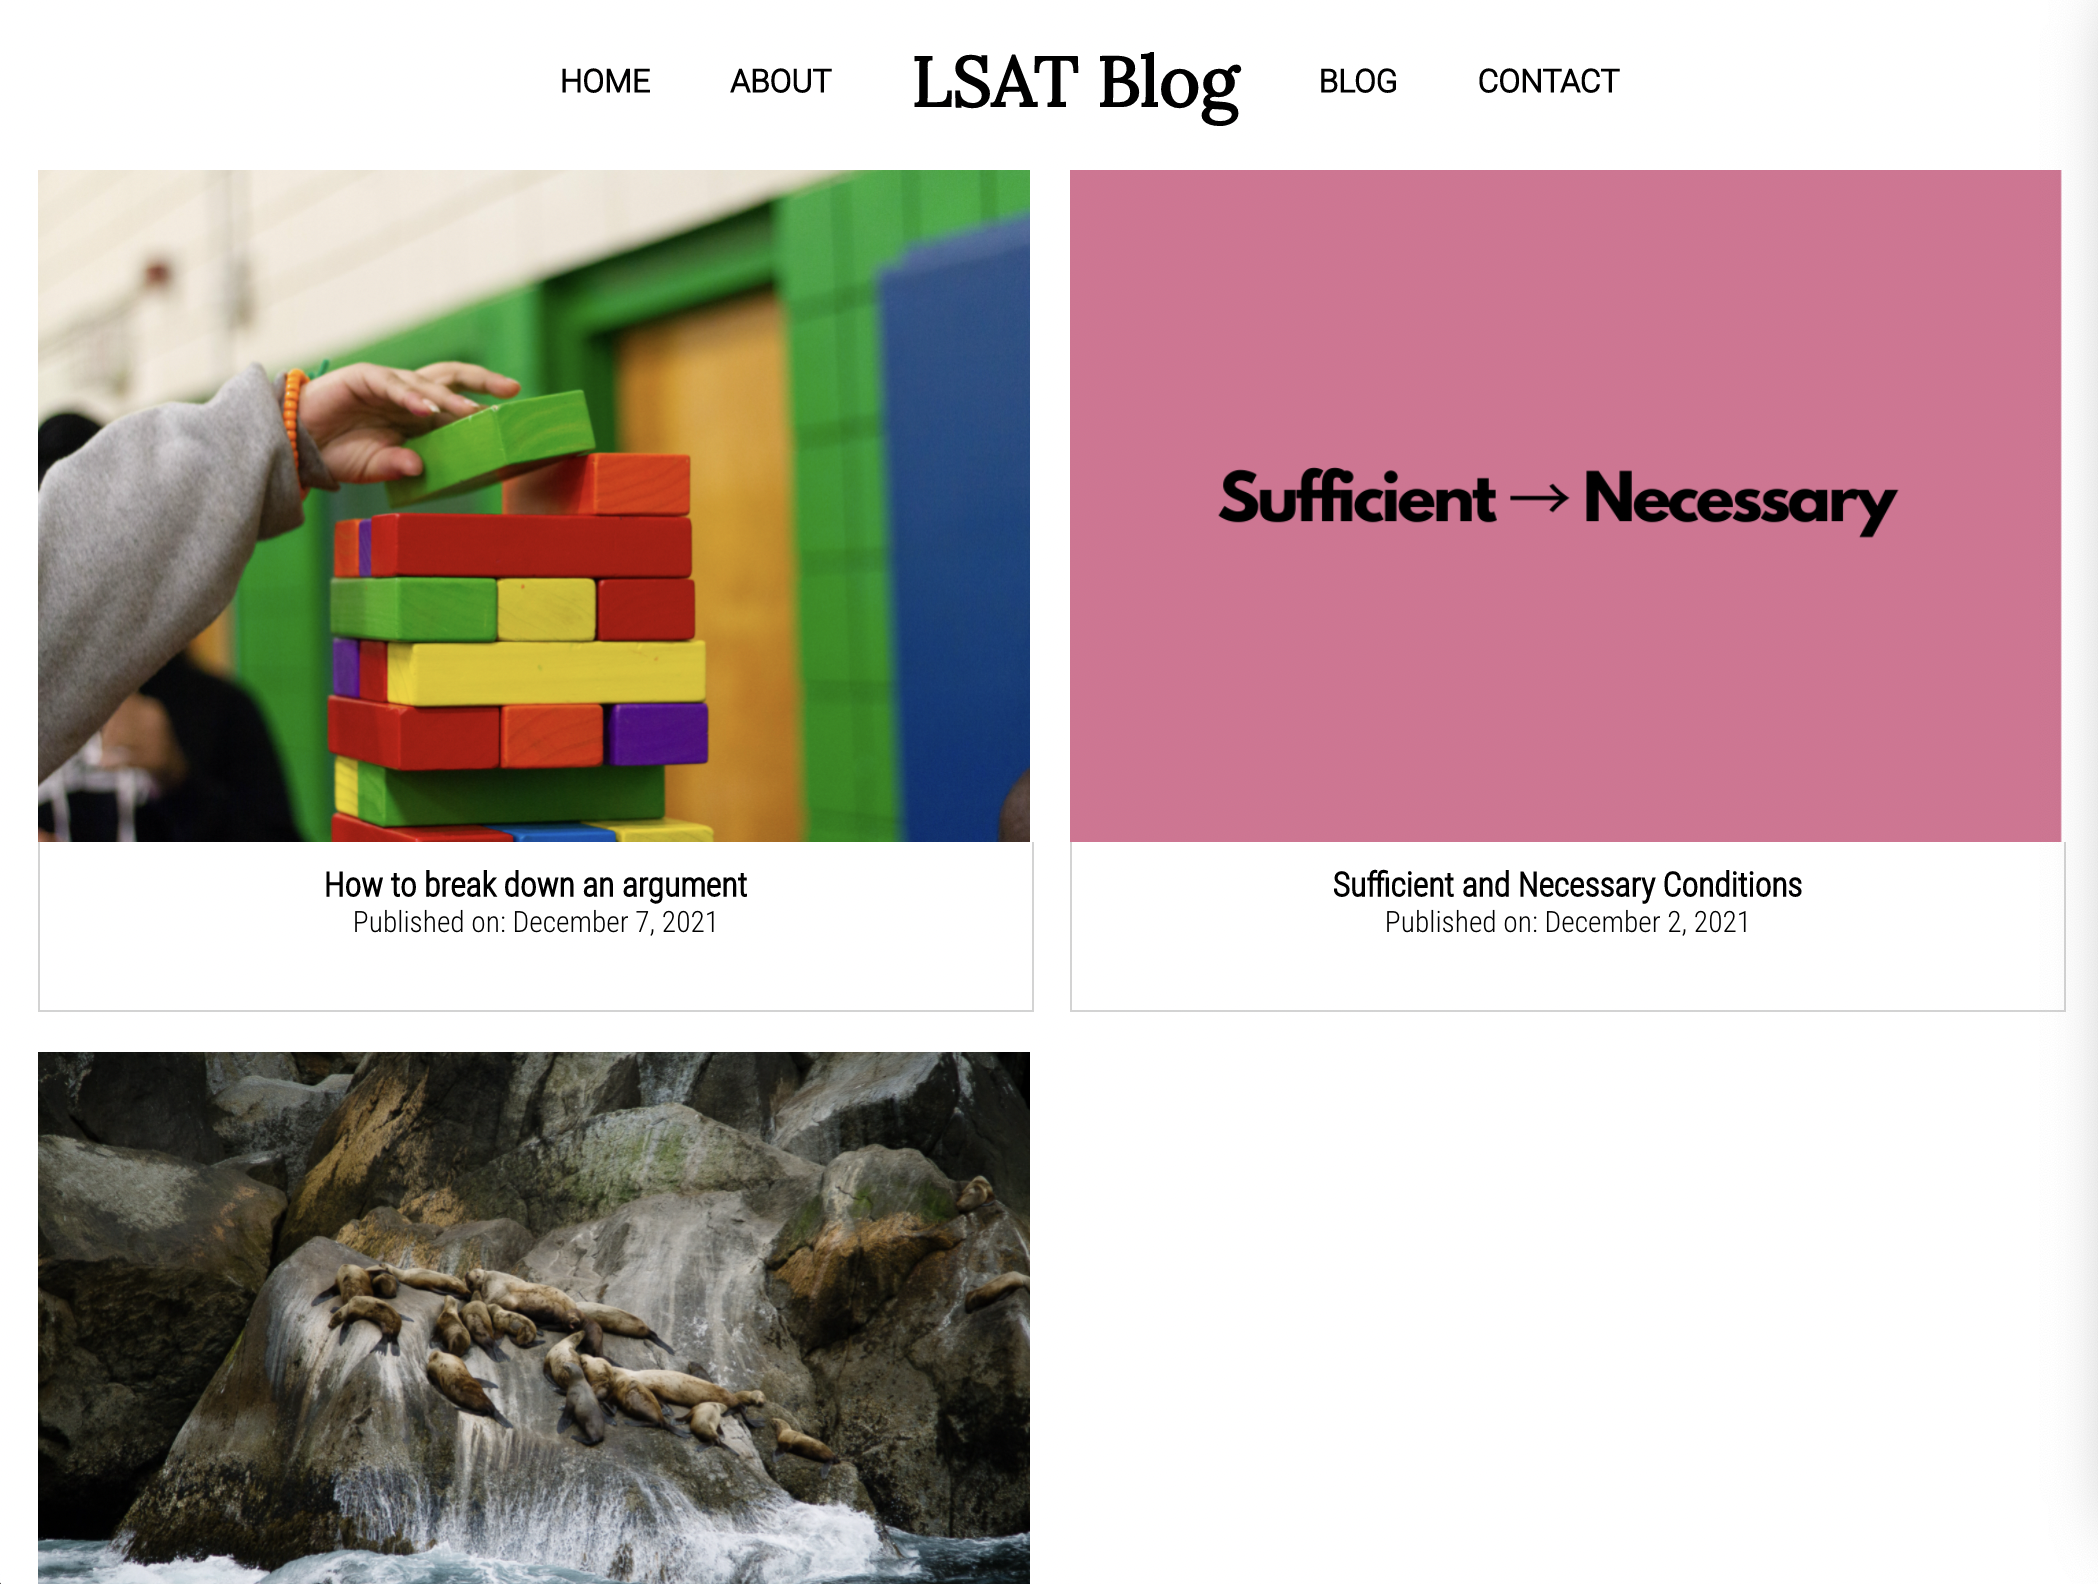 HOME ABOUT LSAT Blog BLOG CONTACT
Sufficient → Necessary
How to break down an argument
Published on: December 7, 2021
Sufficient and Necessary Conditions
Published on: December 2, 2021